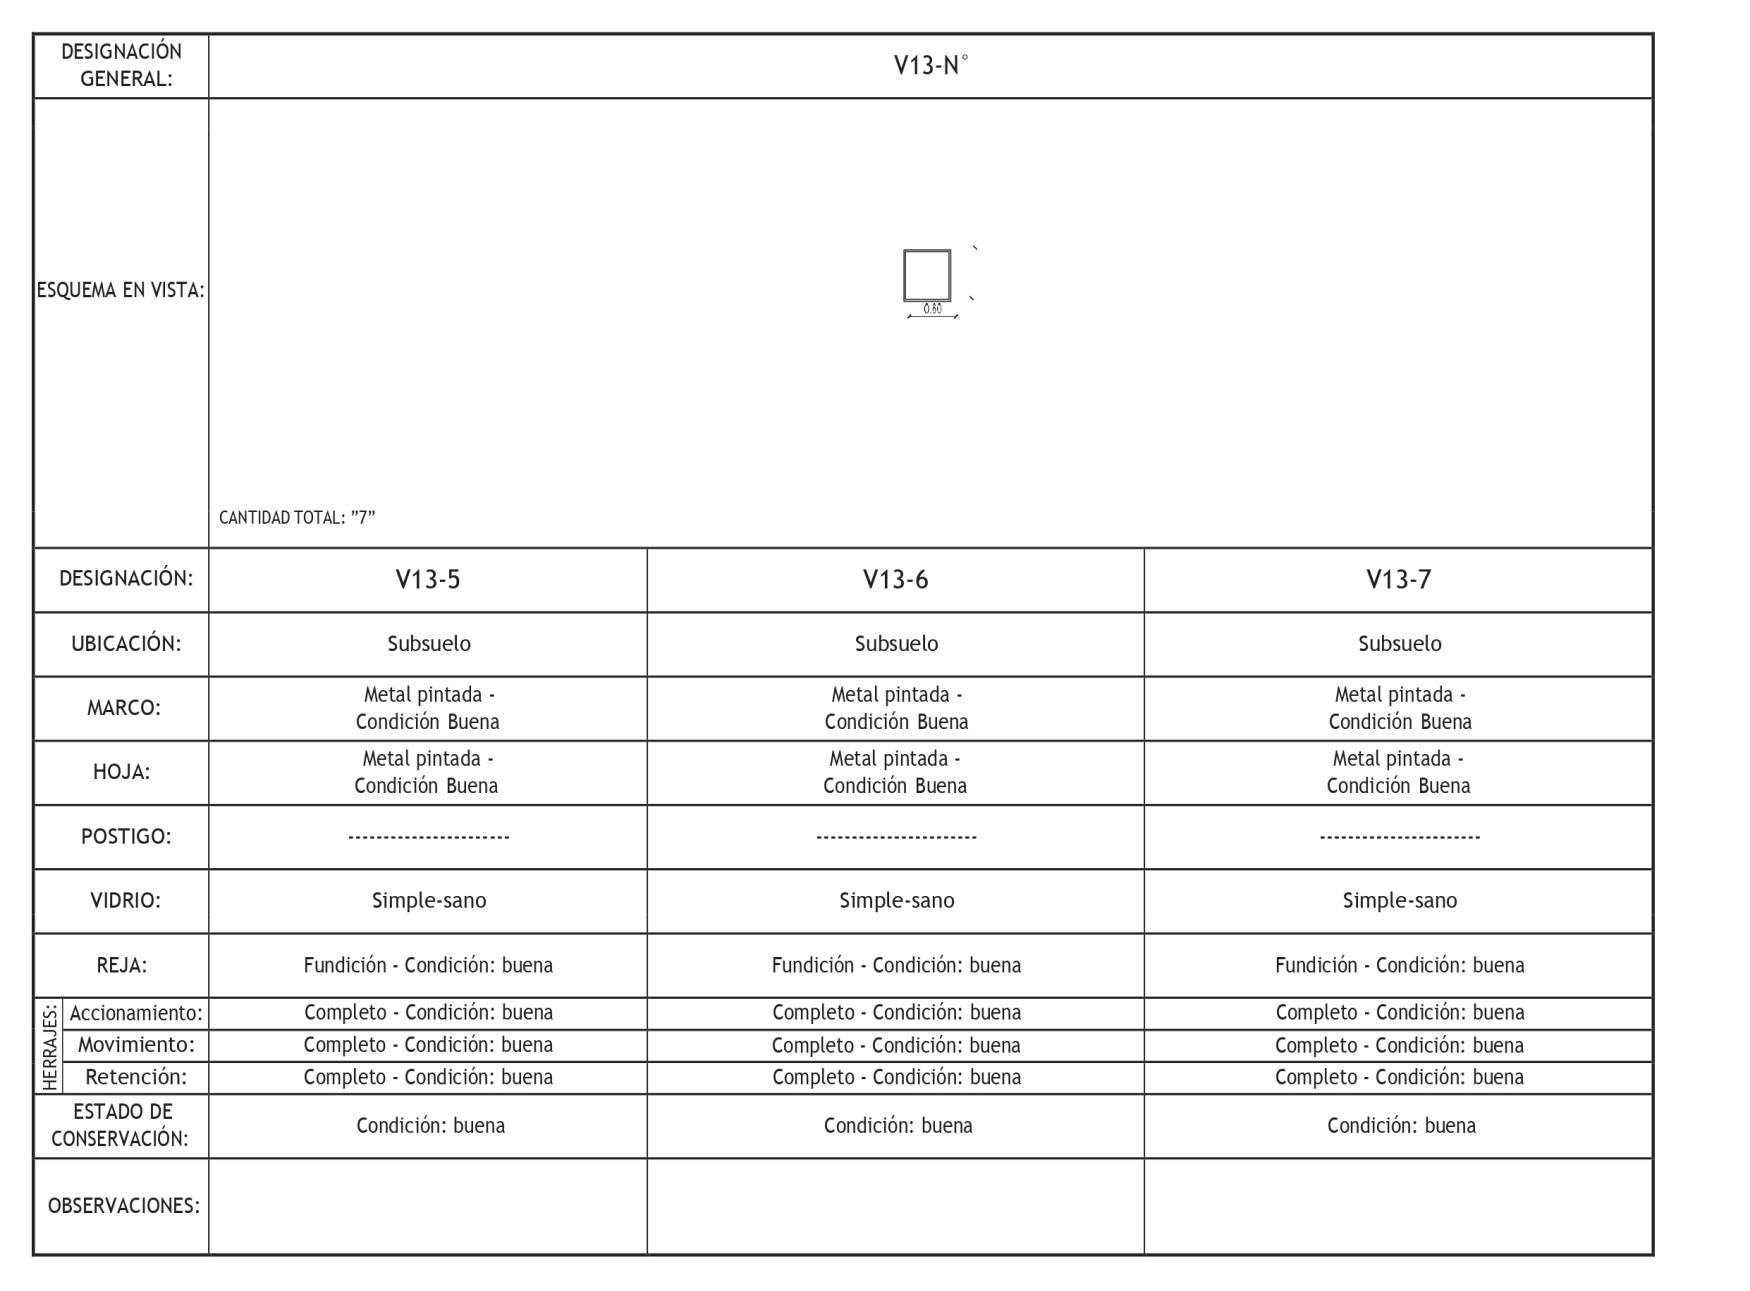 DESIGNACIÓN
GENERAL:
V13-N°
ESQUEMA EN VISTA:
0.60
CANTIDAD TOTAL: ”7”
DESIGNACIÓN: V13-5 V13-6 V13-7
UBICACIÓN: Subsuelo Subsuelo Subsuelo
MARCO:
Metal pintada -
Condición Buena
Metal pintada -
Condición Buena
Metal pintada -
Condición Buena
HOJA:
Metal pintada -
Condición Buena
Metal pintada -
Condición Buena
Metal pintada -
Condición Buena
POSTIGO: ----------------------- ----------------------- -----------------------
VIDRIO: Simple-sano Simple-sano Simple-sano
REJA: Fundición - Condición: buena Fundición - Condición: buena Fundición - Condición: buena
HERRAJES:
Accionamiento: Completo - Condición: buena Completo - Condición: buena Completo - Condición: buena
Movimiento: Completo - Condición: buena Completo - Condición: buena Completo - Condición: buena
Retención: Completo - Condición: buena Completo - Condición: buena Completo - Condición: buena
ESTADO DE
CONSERVACIÓN:
Condición: buena Condición: buena Condición: buena
OBSERVACIONES: